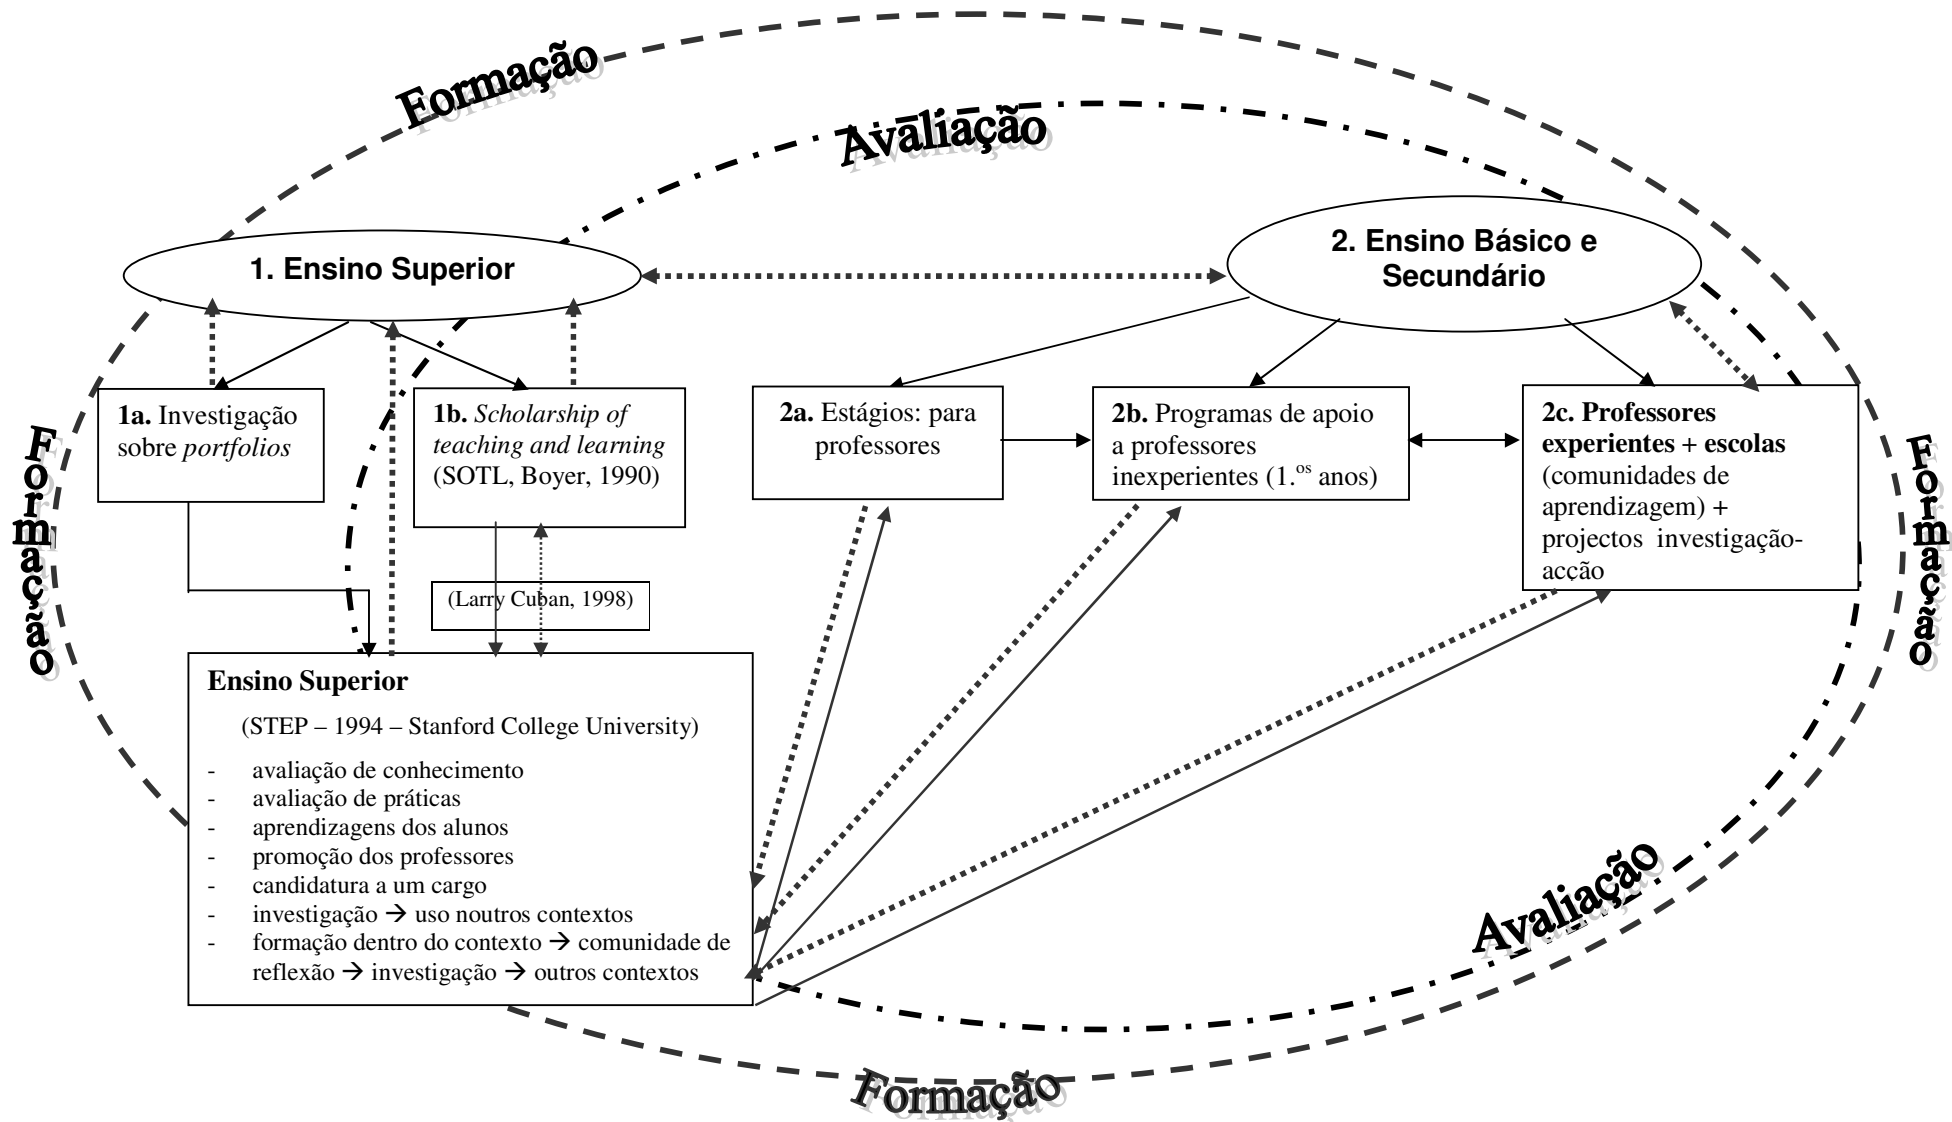 Formação
Avaliação
1. Ensino Superior
2. Ensino Básico e
Secundário
1a. Investigação
sobre portfolios
1b. Scholarship of
teaching and learning
(SOTL, Boyer, 1990)
2a. Estágios: para
professores
2b. Programas de apoio
a professores
inexperientes (1.os anos)
2c. Professores
experientes + escolas
(comunidades de
aprendizagem) +
projectos investigação-
acção
Formação
Formação
(Larry Cuban, 1998)
Ensino Superior
(STEP – 1994 – Stanford College University)
- avaliação de conhecimento
- avaliação de práticas
- aprendizagens dos alunos
- promoção dos professores
- candidatura a um cargo
- investigação → uso noutros contextos
- formação dentro do contexto → comunidade de
reflexão → investigação → outros contextos
Avaliação
Formação